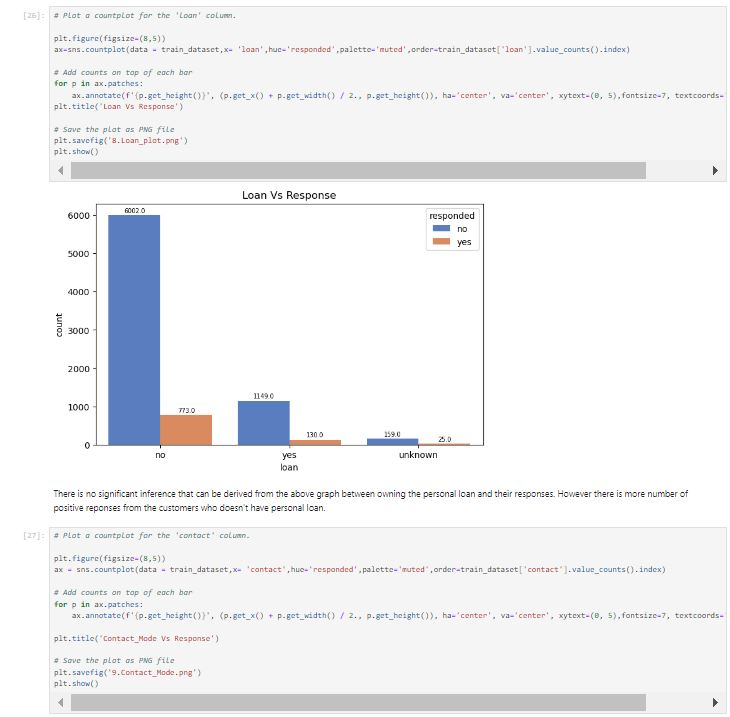 [26]: # Plot a countplot for the 'loan' column.
plt.figure(figsize=(8,5))
ax=sns.countplot(data = train_dataset,x= 'loan',hue='responded',palette='muted',order=train_dataset['loan'].value_counts().index)
# Add counts on top of each bar
for p in ax.patches:
ax.annotate(f'{p.get_height()}', (p.get_x() + p.get_width() / 2., p.get_height()), ha='center', va='center', xytext=(0, 5),fontsize=7, textcoords=
plt.title('Loan Vs Response')
# Save the plot as PNG file
plt.savefig('8.Loan_plot.png')
plt.show()
Loan Vs Response
6002.0
6000
responded
no
yes
5000
4000
count
3000
2000
1149.0
1000
773.0
130.0
159.0
25.0
0
no yes unknown
loan
There is no significant inference that can be derived from the above graph between owning the personal loan and their responses. However there is more number of
positive reponses from the customers who doesn't have personal loan.
[27]: # Plot a countplot for the 'contact' column.
plt.figure(figsize=(8,5))
ax = sns.countplot(data = train_dataset,x= 'contact',hue='responded',palette='muted',order=train_dataset['contact'].value_counts().index)
# Add counts on top of each bar
for p in ax.patches:
ax.annotate(f'{p.get_height()}', (p.get_x() + p.get_width() / 2., p.get_height()), ha='center', va='center', xytext=(0, 5),fontsize=7, textcoords=
plt.title('Contact_Mode Vs Response')
# Save the plot as PNG file
plt.savefig('9.Contact_Mode.png')
plt.show()